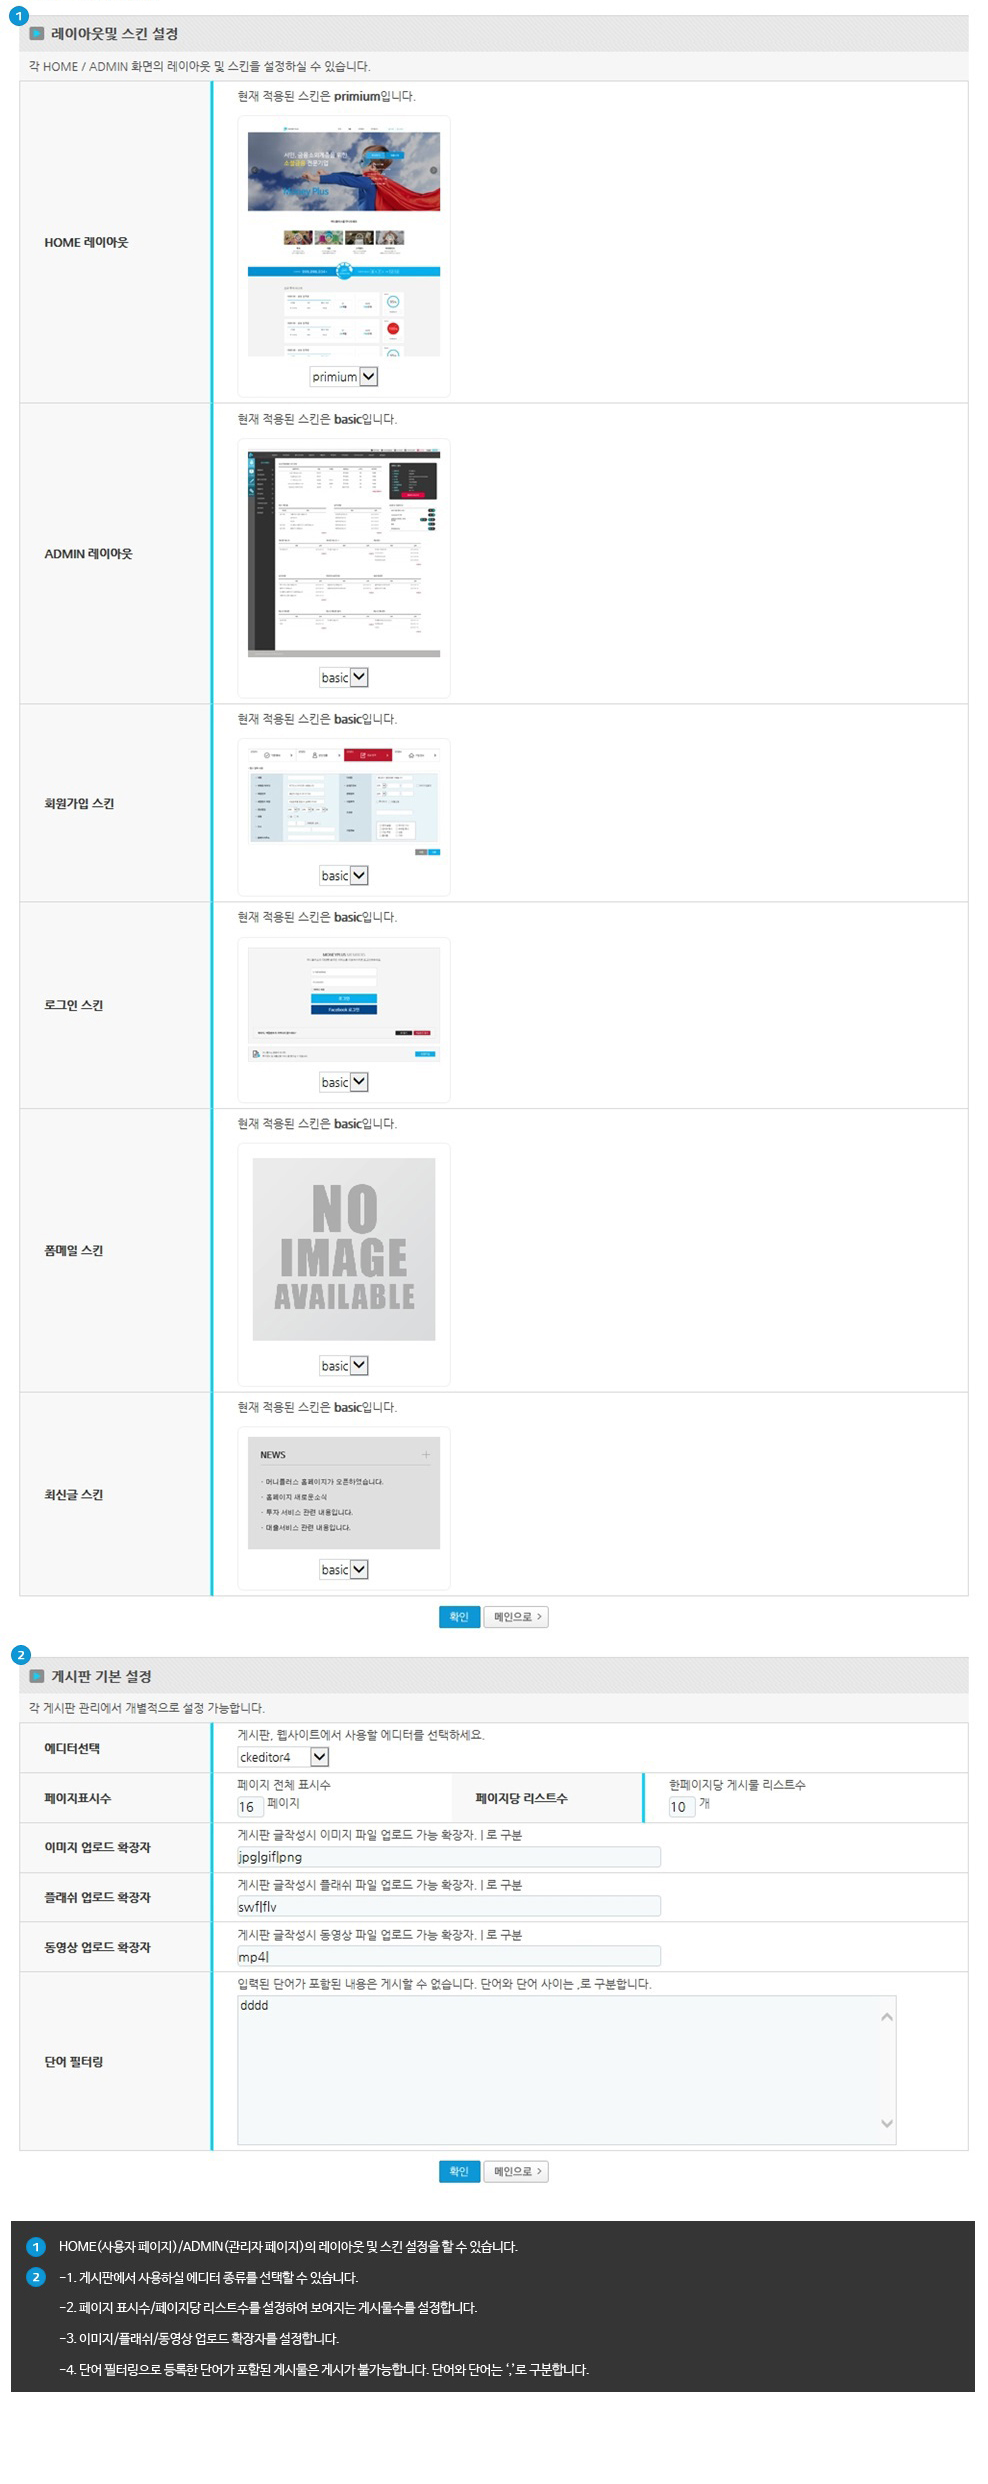 1
레이아웃및 스킨 설정
각 HOME / ADMIN 화면의 레이아웃 및 스킨을 설정하실 수 있습니다.
현재 적용된 스킨은 primium입니다.
HOME 레이아웃
primium
현재 적용된 스킨은 basic입니다.
ADMIN 레이아웃
basic
현재 적용된 스킨은 basic입니다.
회원가입 스킨
basic
현재 적용된 스킨은 basic입니다.
로그인 스킨
로그인
Facebook 로그인
basic
현재 적용된 스킨은 basic입니다.
폼메일 스킨
NO
IMAGE
AVAILABLE
basic
현재 적용된 스킨은 basic입니다.
최신글 스킨
NEWS
· 머니플러스 홈페이지가 오픈하였습니다.
· 홈페이지 새로운소식
· 투자 서비스 관련 내용입니다.
· 대출서비스 관련 내용입니다.
basic
확인 메인으로 >
2
게시판 기본 설정
각 게시판 관리에서 개별적으로 설정 가능합니다.
에디터선택
게시판, 웹사이트에서 사용할 에디터를 선택하세요.
ckeditor4
페이지표시수
페이지 전체 표시수
16 페이지
페이지당 리스트수
한페이지당 게시물 리스트수
10 개
이미지 업로드 확장자
게시판 글작성시 이미지 파일 업로드 가능 확장자. | 로 구분
jpg|gif|png
플래쉬 업로드 확장자
게시판 글작성시 플래쉬 파일 업로드 가능 확장자. | 로 구분
swf|flv
동영상 업로드 확장자
게시판 글작성시 동영상 파일 업로드 가능 확장자. | 로 구분
mp4|
단어 필터링
입력된 단어가 포함된 내용은 게시할 수 없습니다. 단어와 단어 사이는 ,로 구분합니다.
dddd
확인 메인으로 >
1 HOME(사용자 페이지)/ADMIN(관리자 페이지)의 레이아웃 및 스킨 설정을 할 수 있습니다.
2 -1. 게시판에서 사용하실 에디터 종류를 선택할 수 있습니다.
-2. 페이지 표시수/페이지당 리스트수를 설정하여 보여지는 게시물수를 설정합니다.
-3. 이미지/플래쉬/동영상 업로드 확장자를 설정합니다.
-4. 단어 필터링으로 등록한 단어가 포함된 게시물은 게시가 불가능합니다. 단어와 단어는 ‘,’로 구분합니다.